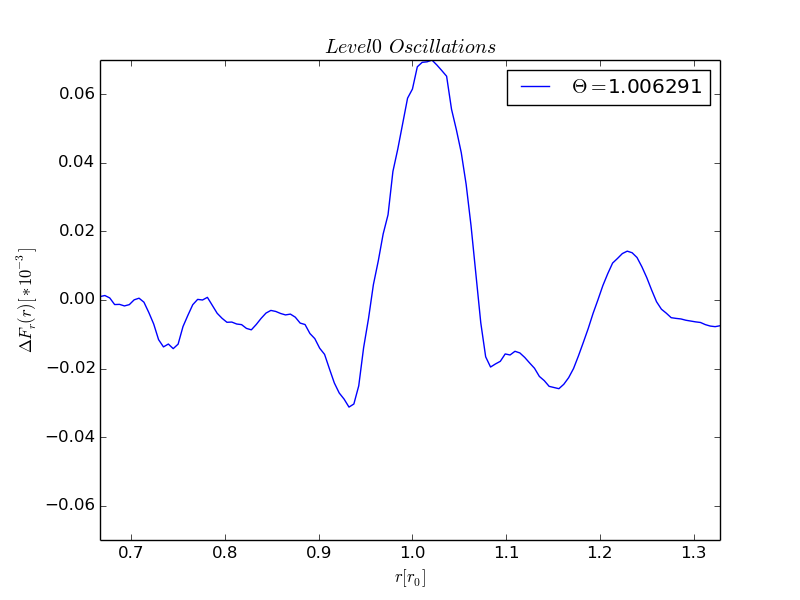 Level0 Oscillations
Θ = 1.006291
0.06
0.04
0.02
0.00
−0.02
−0.04
−0.06
ΔF_r(r)[*10^{-3}]
0.7 0.8 0.9 1.0 1.1 1.2 1.3
r[r_0]